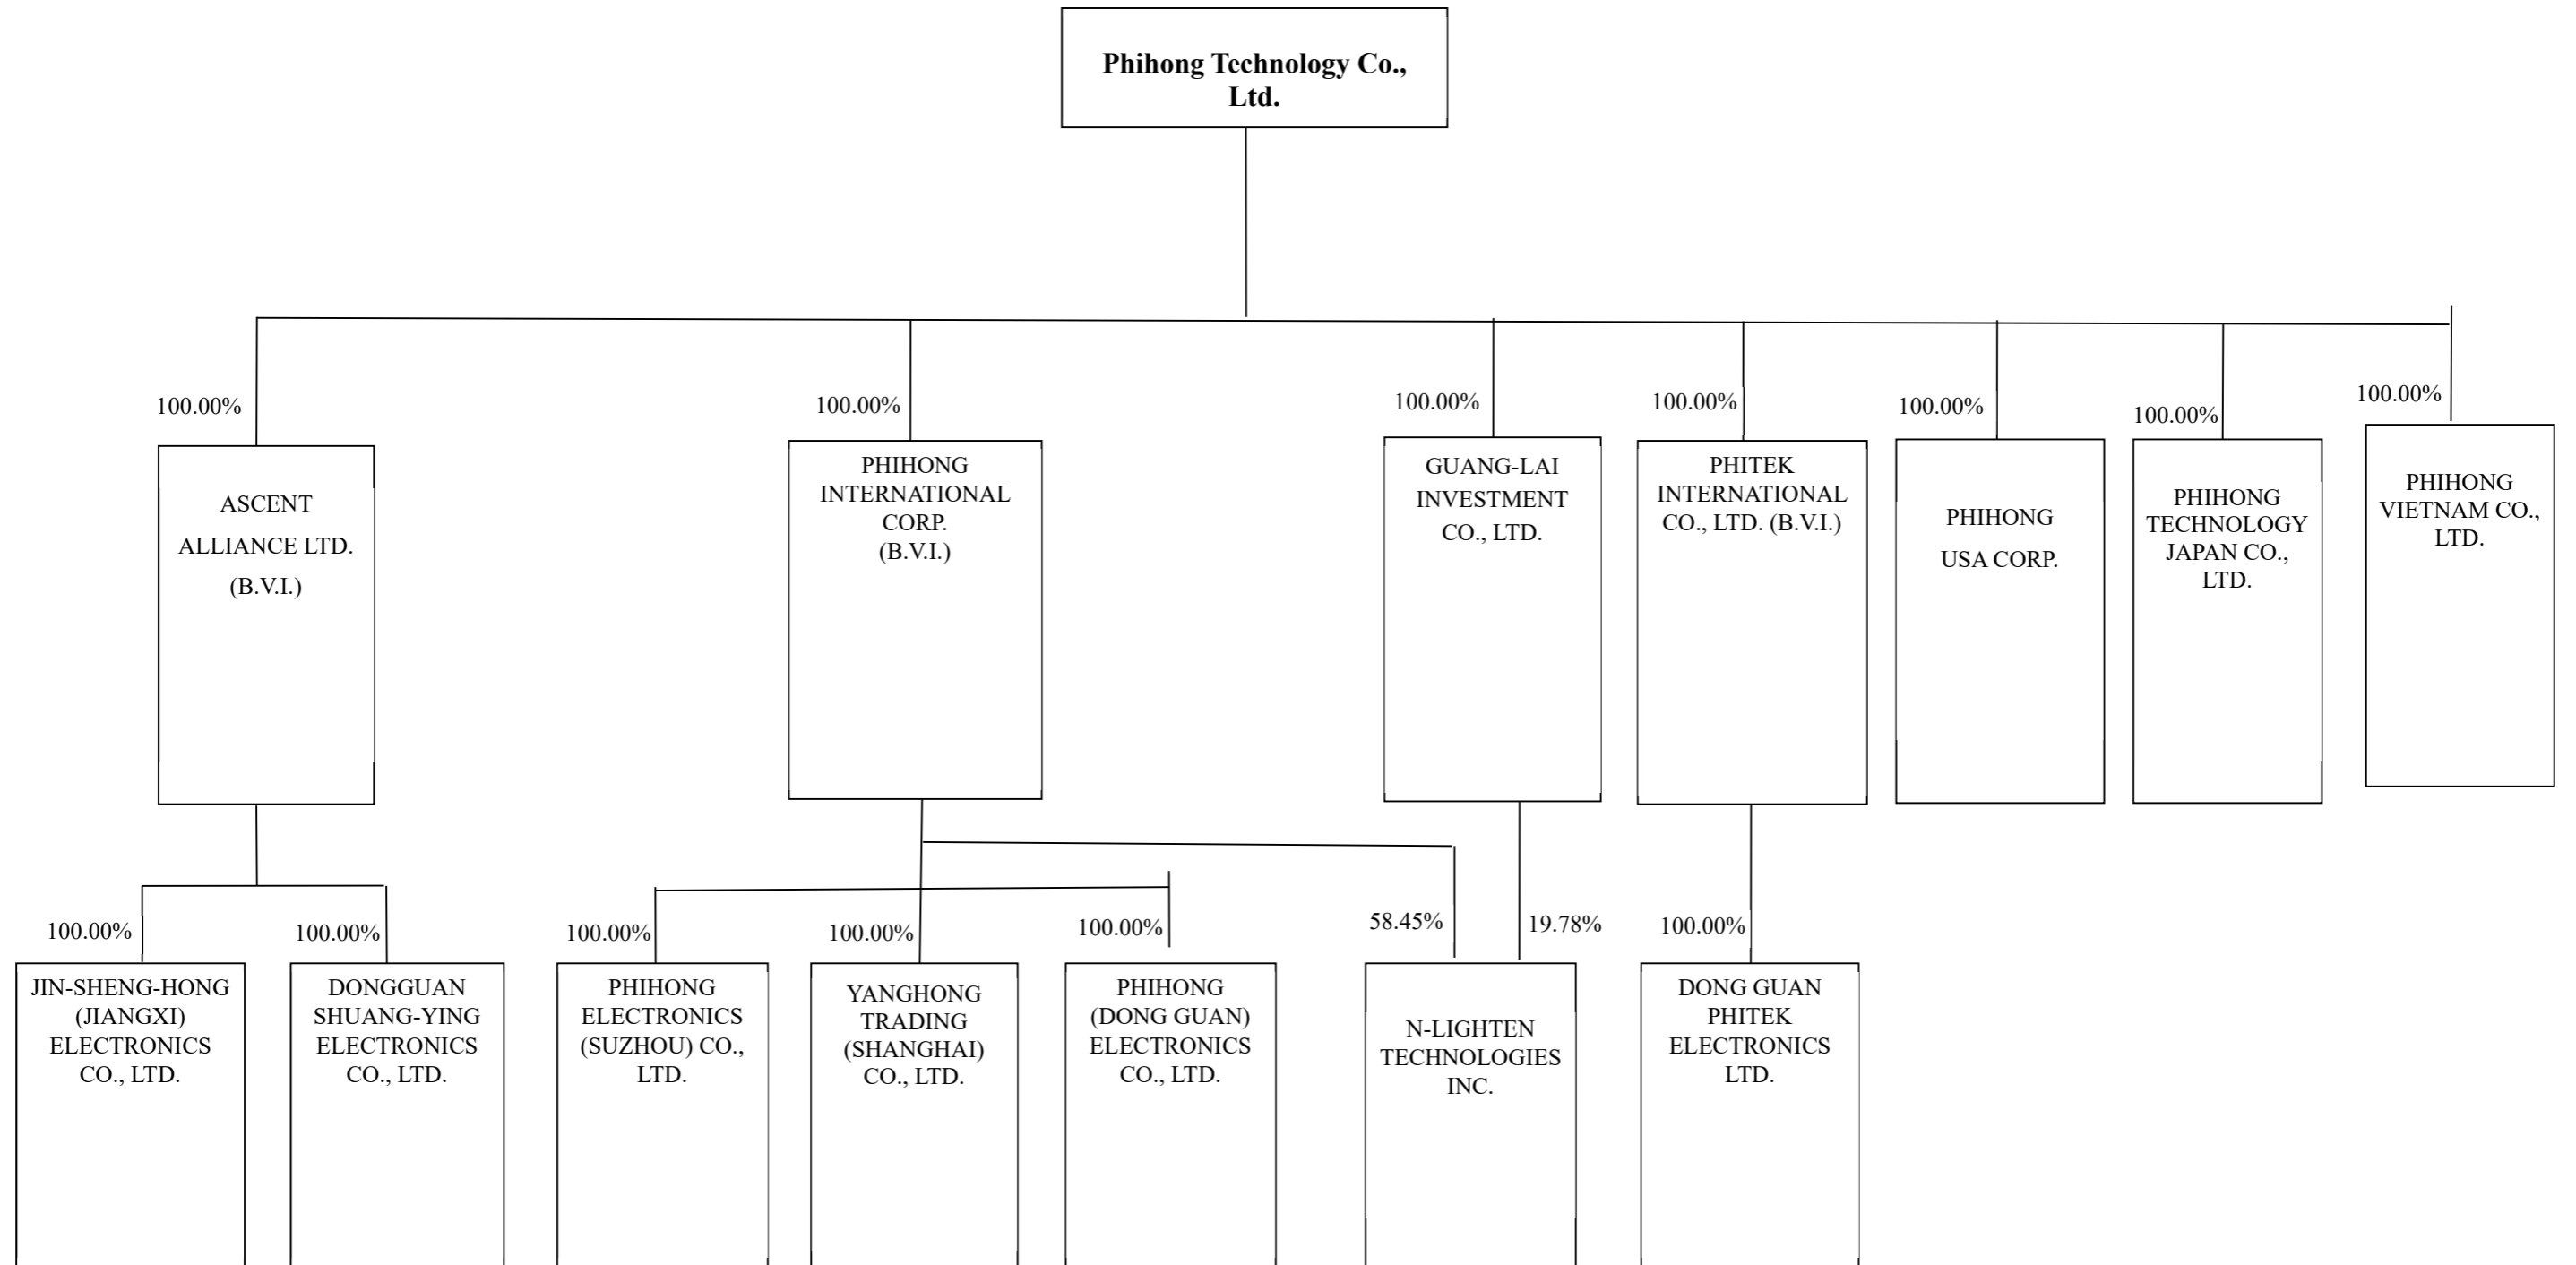 Phihong Technology Co.,
Ltd.
100.00%
100.00%
100.00%
100.00%
100.00%
100.00%
100.00%
ASCENT
ALLIANCE LTD.
(B.V.I.)
PHIHONG
INTERNATIONAL
CORP.
(B.V.I.)
GUANG-LAI
INVESTMENT
CO., LTD.
PHITEK
INTERNATIONAL
CO., LTD. (B.V.I.)
PHIHONG
USA CORP.
PHIHONG
TECHNOLOGY
JAPAN CO.,
LTD.
PHIHONG
VIETNAM CO.,
LTD.
100.00%
100.00%
100.00%
100.00%
100.00%
58.45%
19.78%
100.00%
JIN-SHENG-HONG
(JIANGXI)
ELECTRONICS
CO., LTD.
DONGGUAN
SHUANG-YING
ELECTRONICS
CO., LTD.
PHIHONG
ELECTRONICS
(SUZHOU) CO.,
LTD.
YANGHONG
TRADING
(SHANGHAI)
CO., LTD.
PHIHONG
(DONG GUAN)
ELECTRONICS
CO., LTD.
N-LIGHTEN
TECHNOLOGIES
INC.
DONG GUAN
PHITEK
ELECTRONICS
LTD.